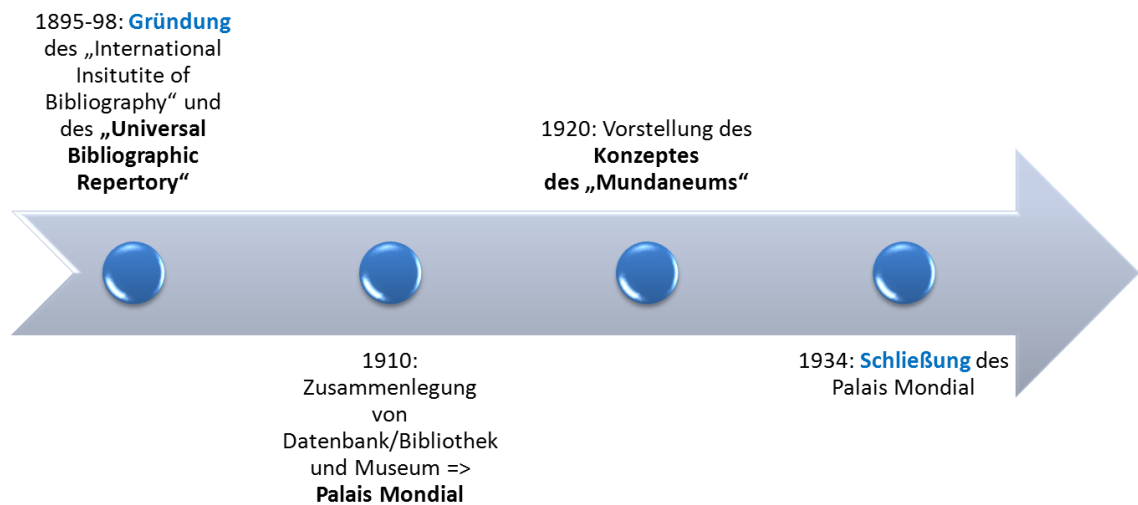 1895-98: Gründung
des „International
Insitutite of
Bibliography“ und
des „Universal
Bibliographic
Repertory“
1910:
Zusammenlegung
von
Datenbank/Bibliothek
und Museum =>
Palais Mondial
1920: Vorstellung des
Konzeptes
des „Mundaneums“
1934: Schließung des
Palais Mondial